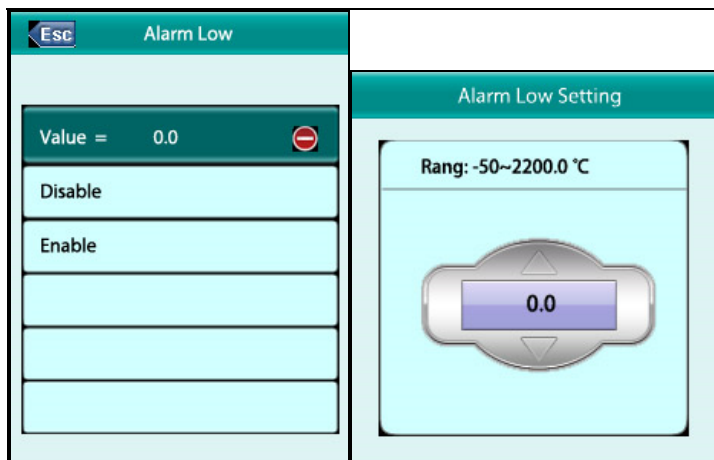 Esc
Alarm Low
Value = 0.0
Disable
Enable
Alarm Low Setting
Rang: -50~2200.0 ℃
0.0